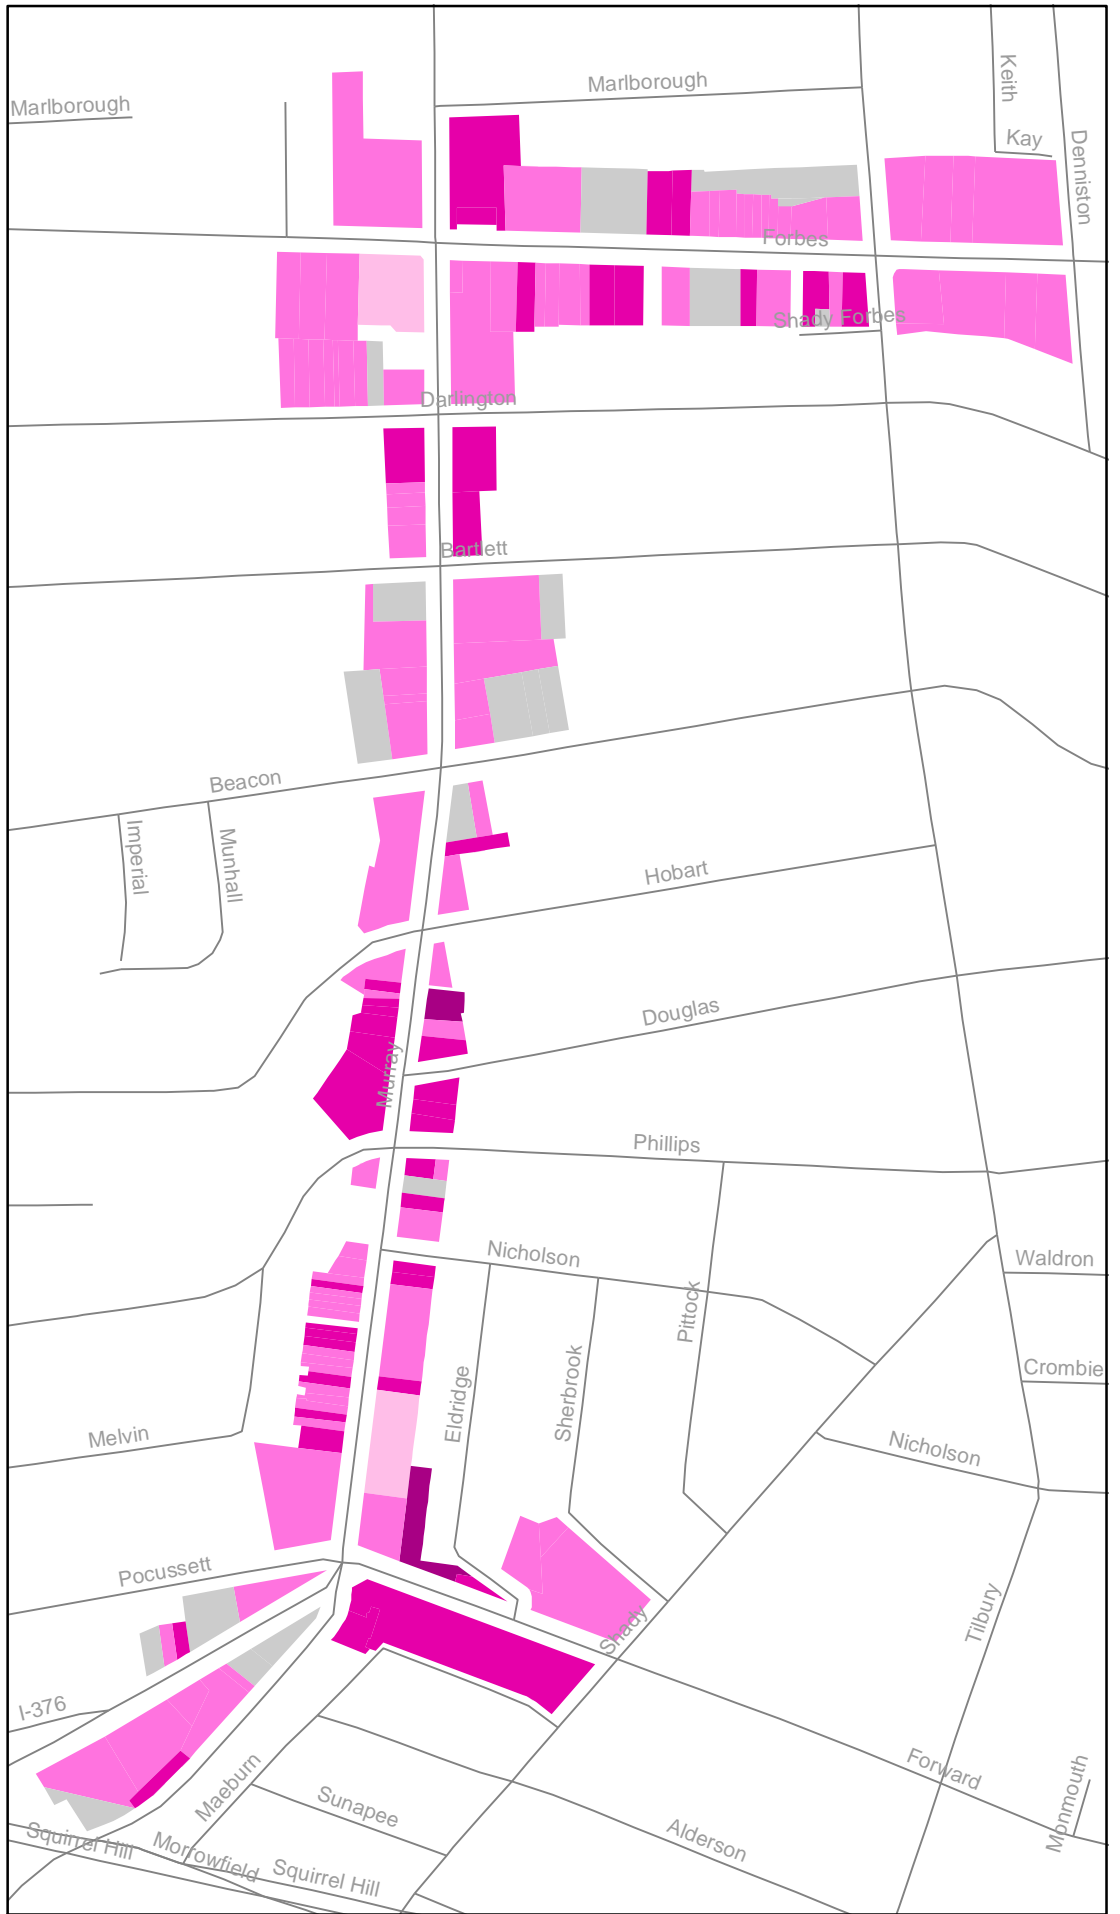 Marlborough
Marlborough
Keith
Kay
Denniston
Forbes
Shady Forbes
Darlington
Bartlett
Beacon
Imperial
Munhall
Hobart
Douglas
Murray
Phillips
Nicholson
Waldron
Pittock
Eldridge
Sherbrook
Crombie
Melvin
Nicholson
Pocussett
Shady
Tilbury
I-376
Forward
Monmouth
Maeburn
Sunapee
Alderson
Squirrel Hill
Morrowfield
Squirrel Hill